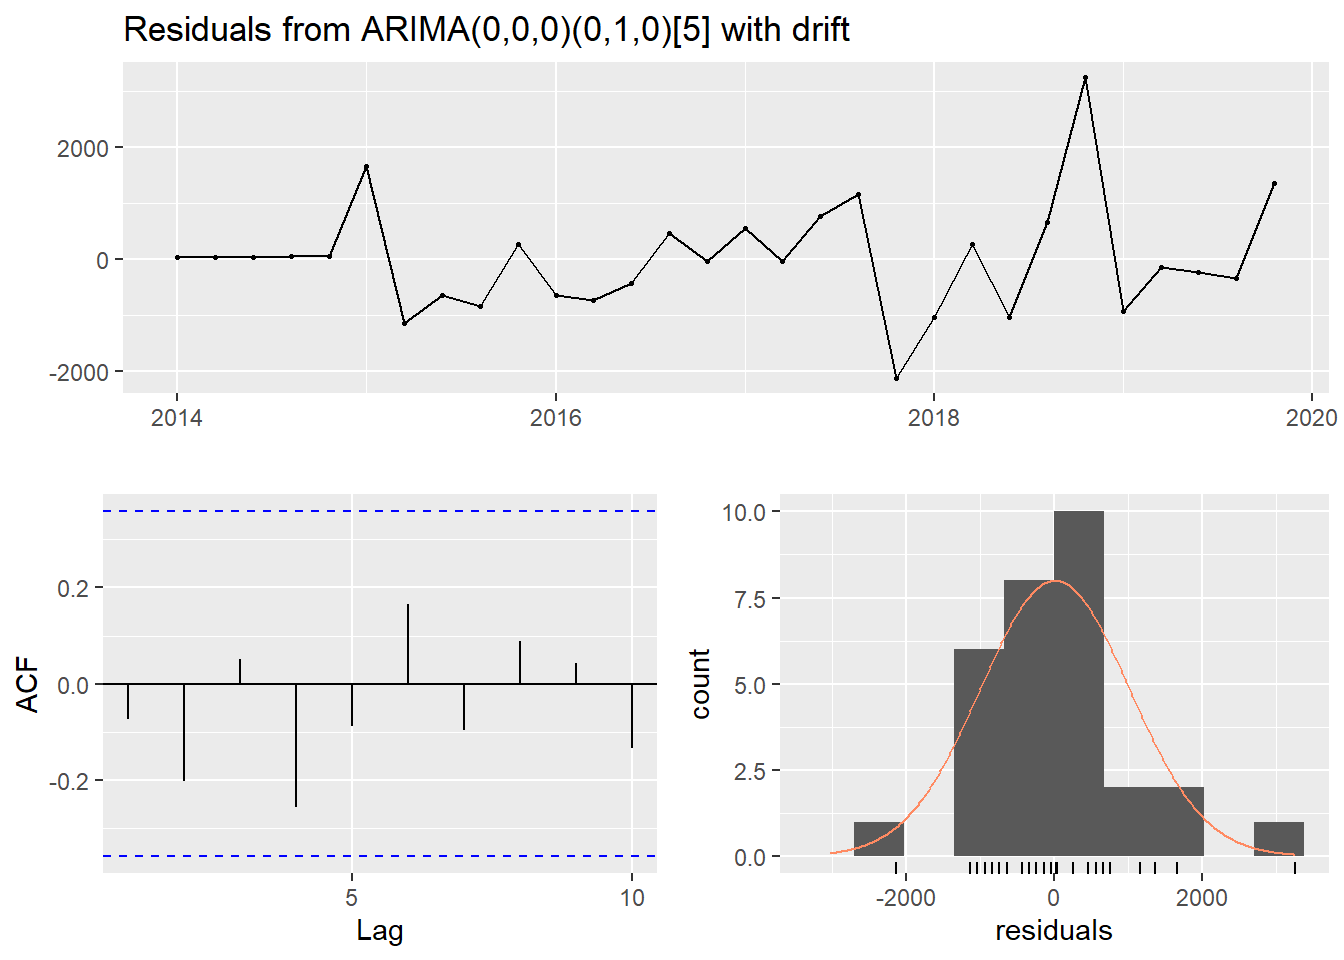 Residuals from ARIMA(0,0,0)(0,1,0)[5] with drift
2000
0
-2000
2014 2016 2018 2020
ACF
0.2
0.0
-0.2
5 10
Lag
count
10.0
7.5
5.0
2.5
0.0
-2000 0 2000
residuals